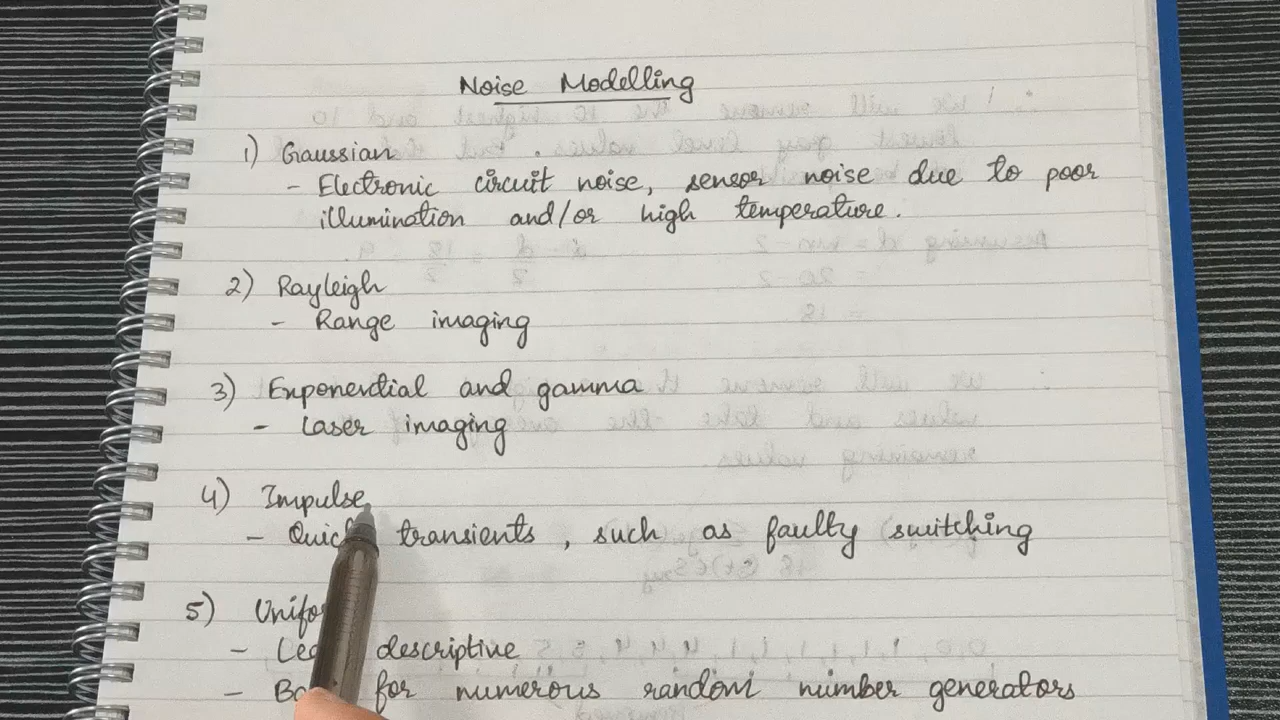 Noise Modelling
1) Gaussian
- Electronic circuit noise, sensor noise due to poor
illumination and/or high temperature.
2) Rayleigh
- Range imaging
3) Exponential and gamma
- Laser imaging
4) Impulse
- transients, such as faulty switching
5)
- descriptive
- for numerous random number generators